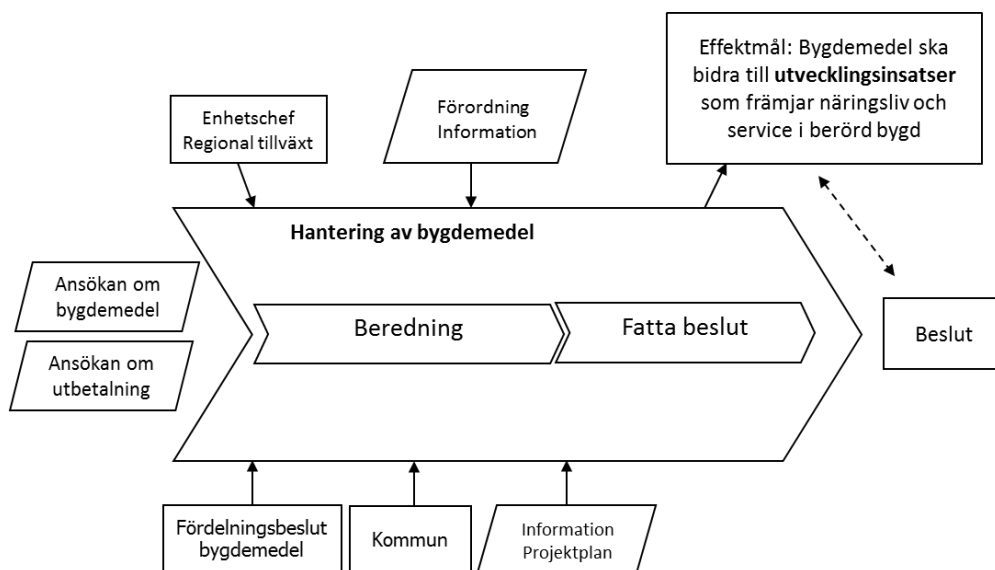 Effektmål: Bygdemedel ska
bidra till utvecklingsinsatser
som främjar näringsliv och
service i berörd bygd
Enhetschef
Regional tillväxt
Förordning
Information
Hantering av bygdemedel
Ansökan om
bygdemedel
Ansökan om
utbetalning
Beredning
Fatta beslut
Beslut
Fördelningsbeslut
bygdemedel
Kommun
Information
Projektplan